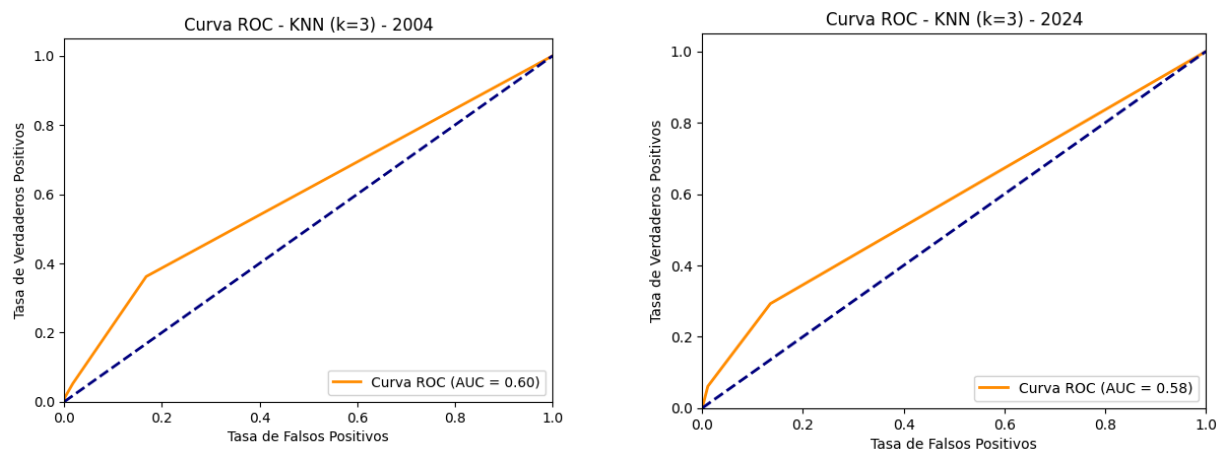 Curva ROC - KNN (k=3) - 2004
1.0
0.8
0.6
0.4
0.2
0.0
Tasa de Verdaderos Positivos
0.0 0.2 0.4 0.6 0.8 1.0
Tasa de Falsos Positivos
Curva ROC (AUC = 0.60)
Curva ROC - KNN (k=3) - 2024
1.0
0.8
0.6
0.4
0.2
0.0
Tasa de Verdaderos Positivos
0.0 0.2 0.4 0.6 0.8 1.0
Tasa de Falsos Positivos
Curva ROC (AUC = 0.58)